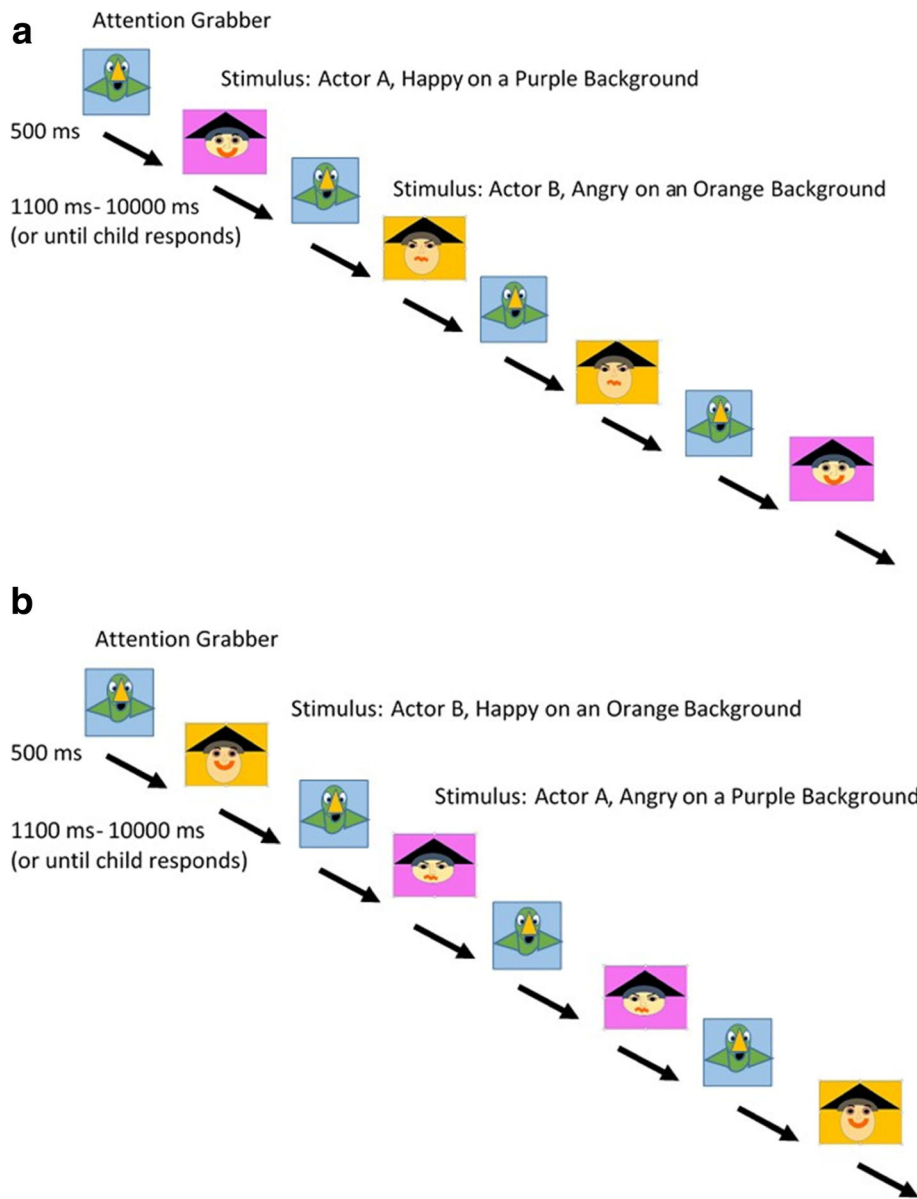 a
Attention Grabber
Stimulus: Actor A, Happy on a Purple Background
500 ms
Stimulus: Actor B, Angry on an Orange Background
1100 ms- 10000 ms
(or until child responds)
b
Attention Grabber
Stimulus: Actor B, Happy on an Orange Background
500 ms
Stimulus: Actor A, Angry on a Purple Background
1100 ms- 10000 ms
(or until child responds)